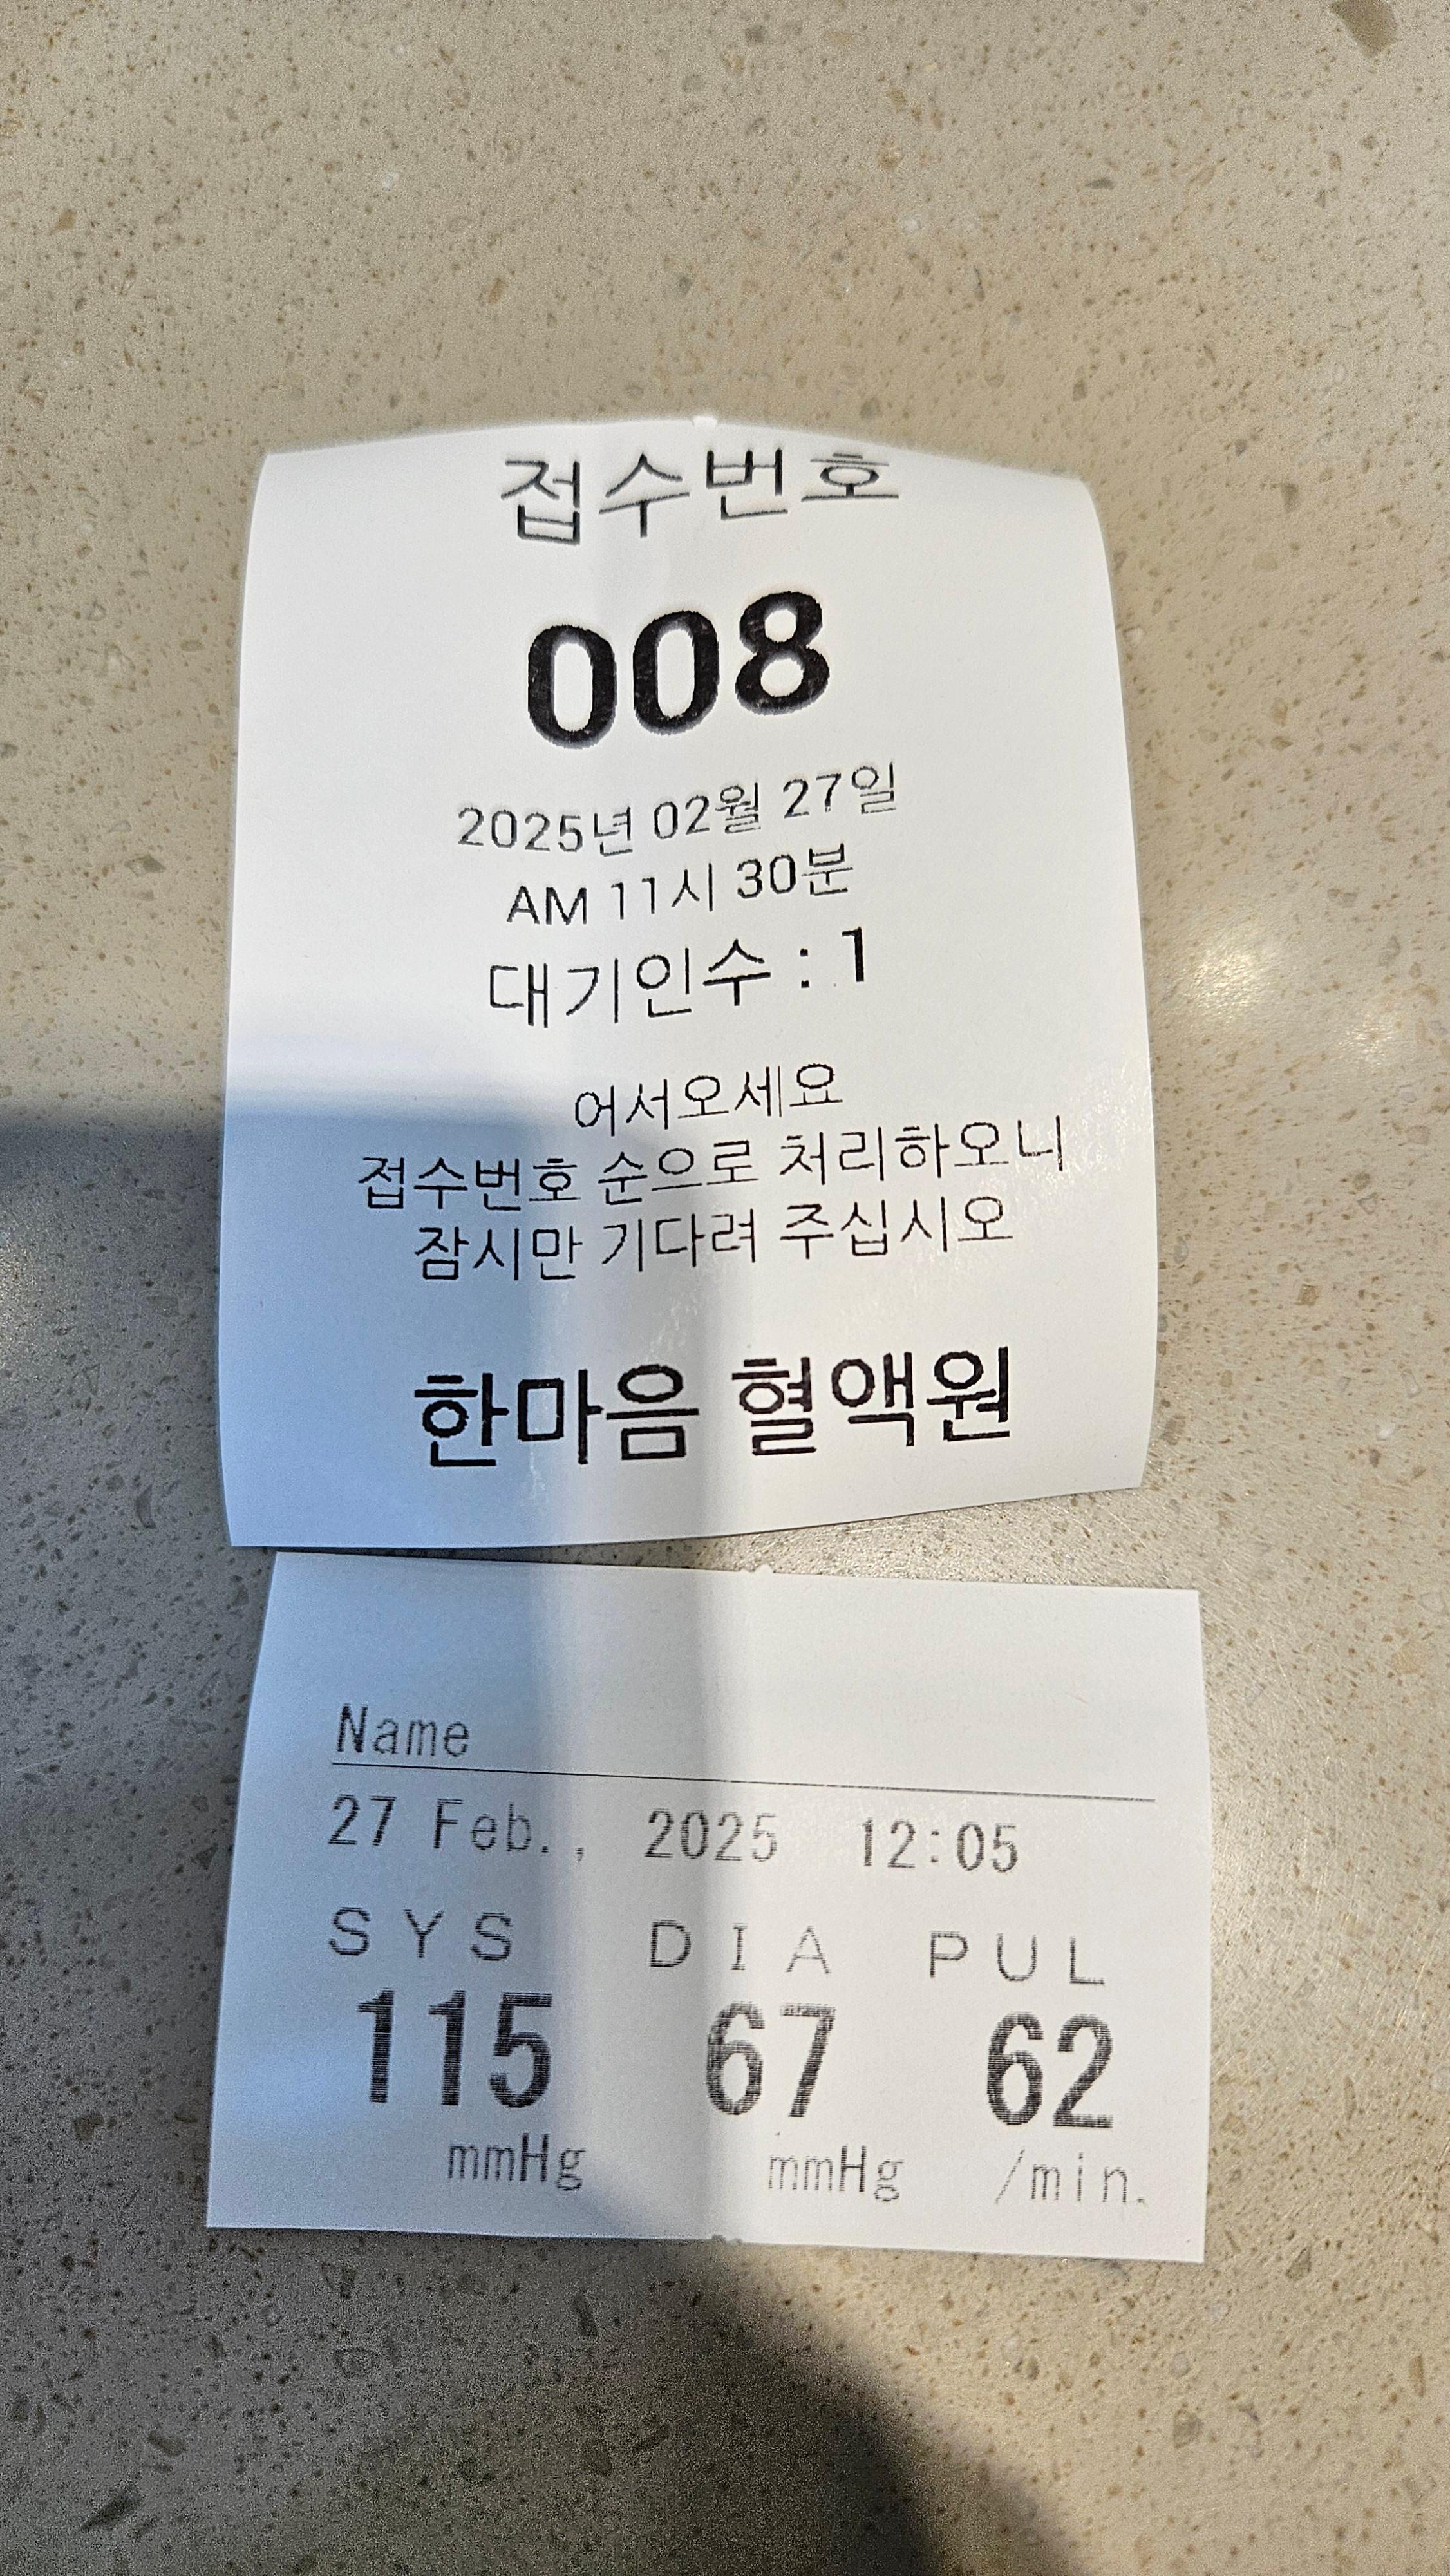 접수번호
008
2025년 02월 27일
AM 11시 30분
대기인수 : 1
어서오세요
접수번호 순으로 처리하오니
잠시만 기다려 주십시오
한마음 혈액원
Name
27 Feb., 2025 12:05
SYS DIA PUL
115 67 62
mmHg mmHg /min.